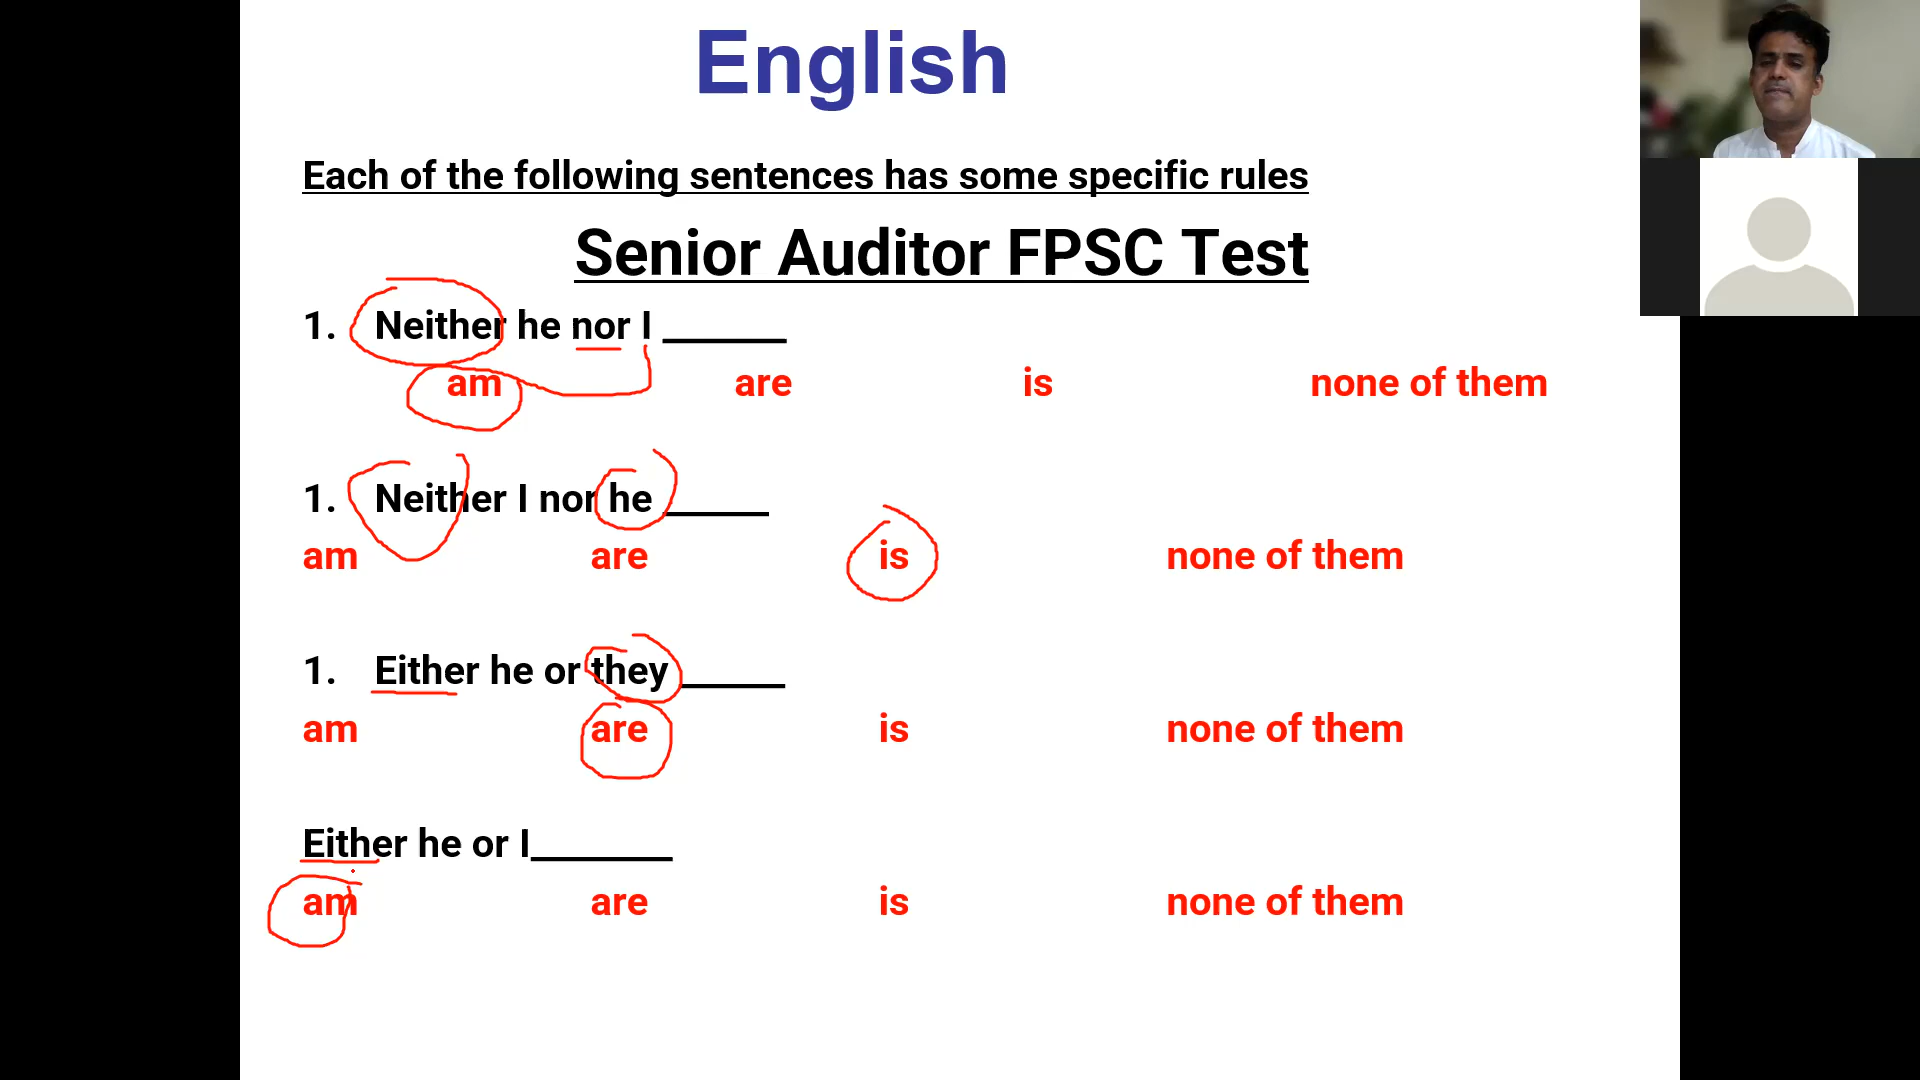 English
Each of the following sentences has some specific rules
Senior Auditor FPSC Test
1. Neither he nor I ______
am are is none of them
1. Neither I nor he _____
am are is none of them
1. Either he or they _____
am are is none of them
Either he or I_______
am are is none of them